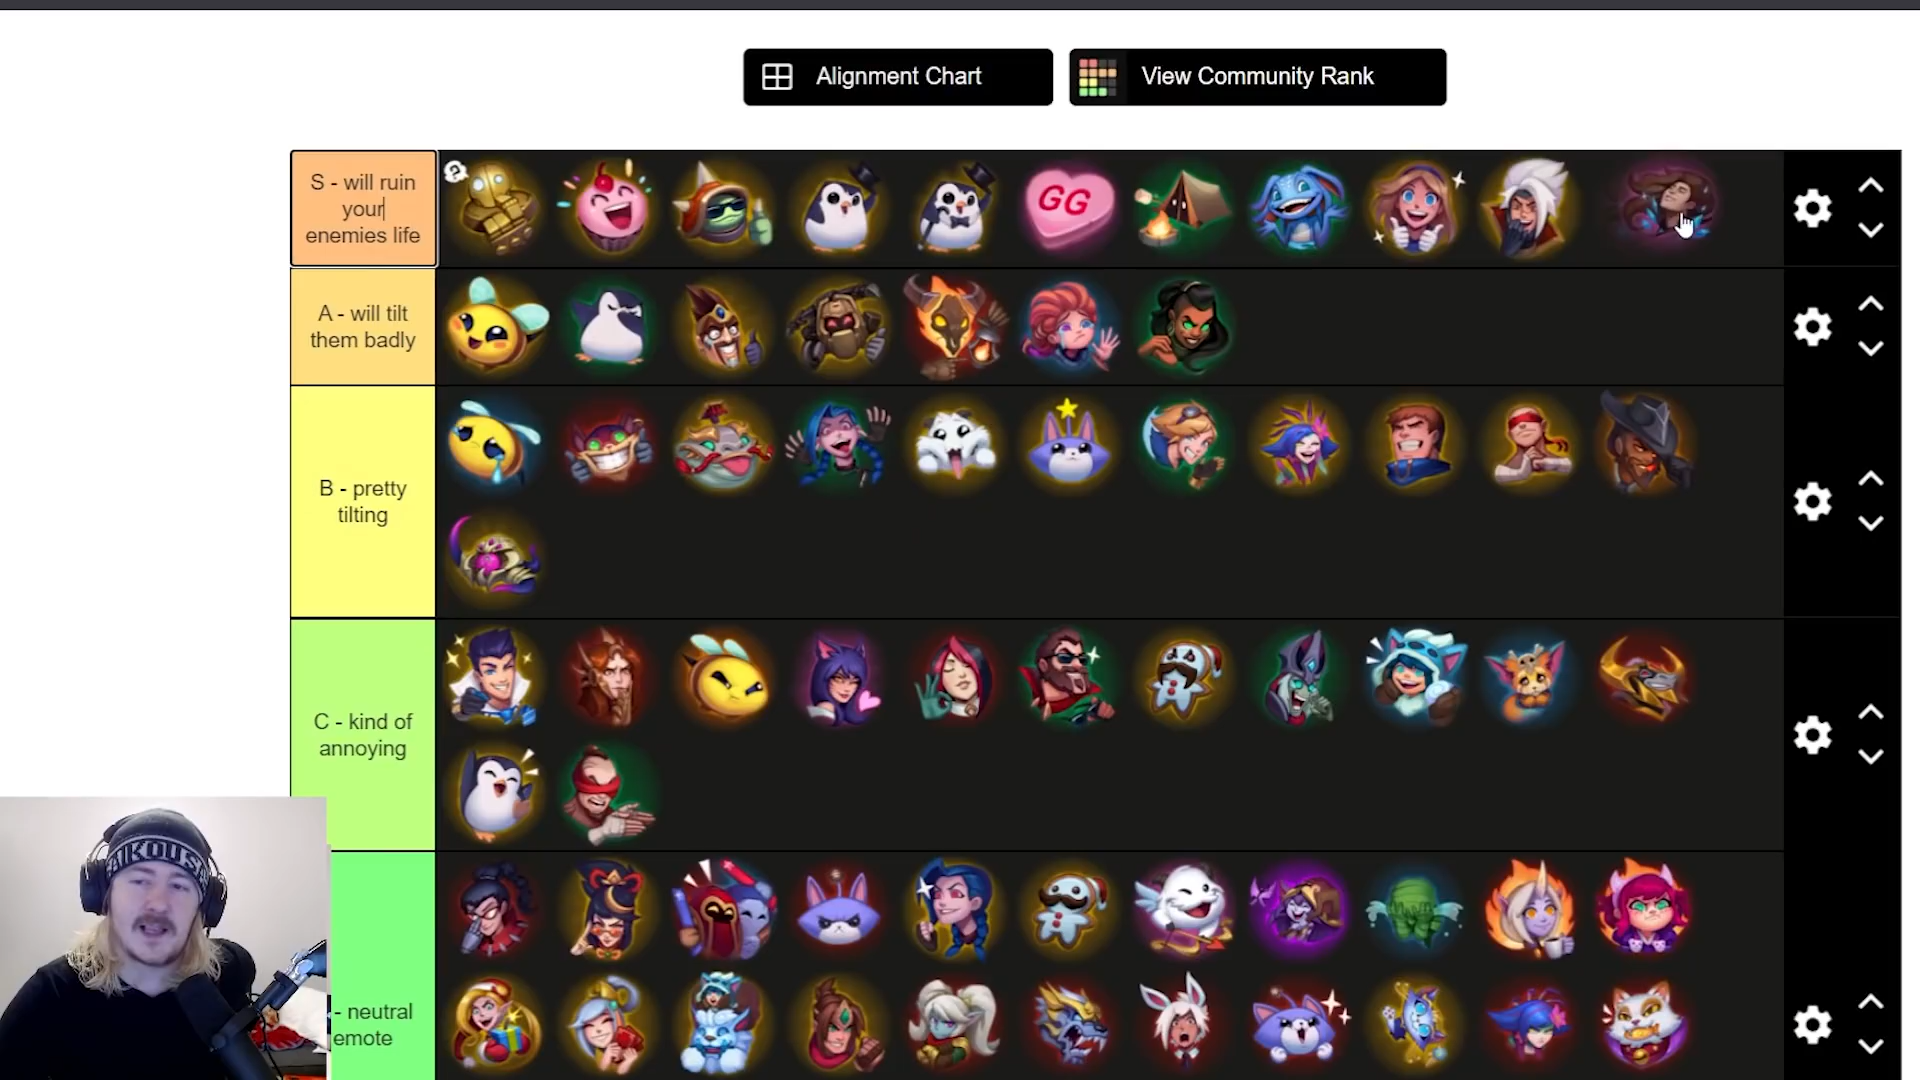 Alignment Chart
View Community Rank
S - will ruin
your
enemies life
GG
A - will tilt
them badly
B - pretty
tilting
C - kind of
annoying
- neutral
emote